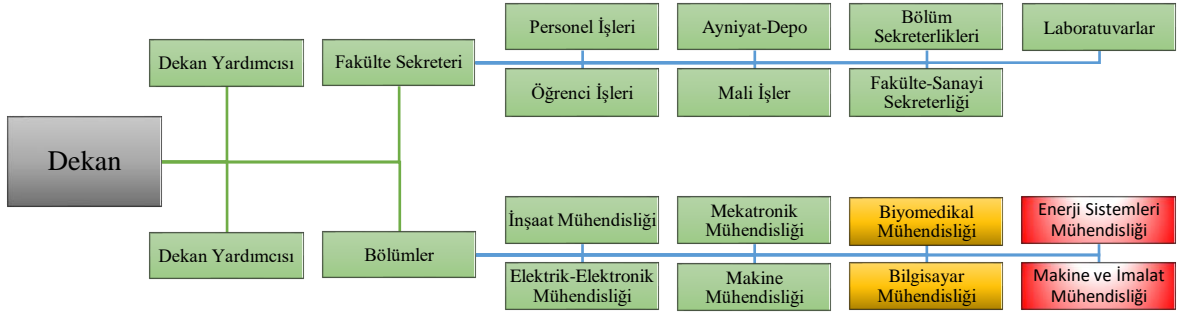 Personel İşleri
Ayniyat-Depo
Bölüm
Sekreterlikleri
Laboratuvarlar
Dekan Yardımcısı
Fakülte Sekreteri
Öğrenci İşleri
Mali İşler
Fakülte-Sanayi
Sekreterliği
Dekan
İnşaat Mühendisliği
Mekatronik
Mühendisliği
Biyomedikal
Mühendisliği
Enerji Sistemleri
Mühendisliği
Dekan Yardımcısı
Bölümler
Elektrik-Elektronik
Mühendisliği
Makine
Mühendisliği
Bilgisayar
Mühendisliği
Makine ve İmalat
Mühendisliği